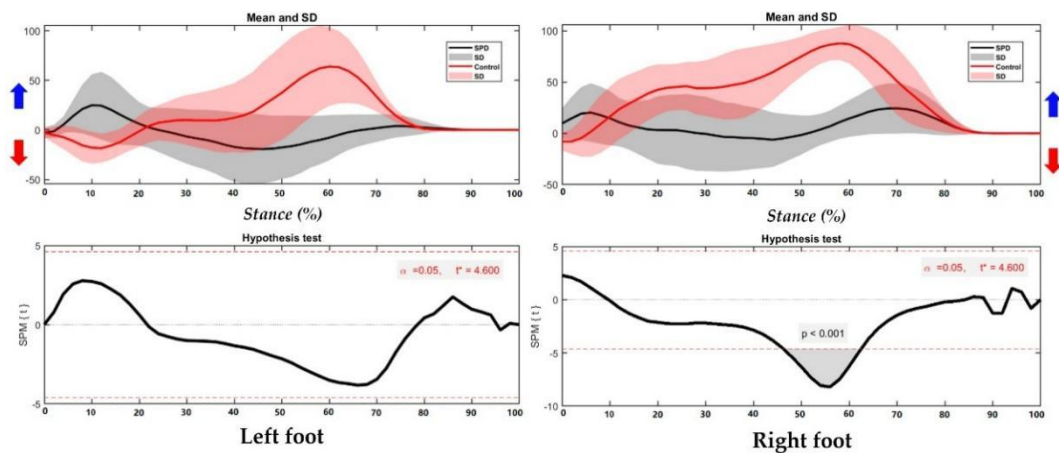 Mean and SD
100
50
0
-50
SPD
SD
Control
SD
0 10 20 30 40 50 60 70 80 90 100
Stance (%)
Hypothesis test
5
0
-5
SPM { t }
α =0.05, t* = 4.600
0 10 20 30 40 50 60 70 80 90 100
Left foot
Mean and SD
100
50
0
-50
SPD
SD
Control
SD
0 10 20 30 40 50 60 70 80 90 100
Stance (%)
Hypothesis test
5
0
-5
-10
SPM { t }
α =0.05, t* = 4.600
p < 0.001
0 10 20 30 40 50 60 70 80 90 100
Right foot